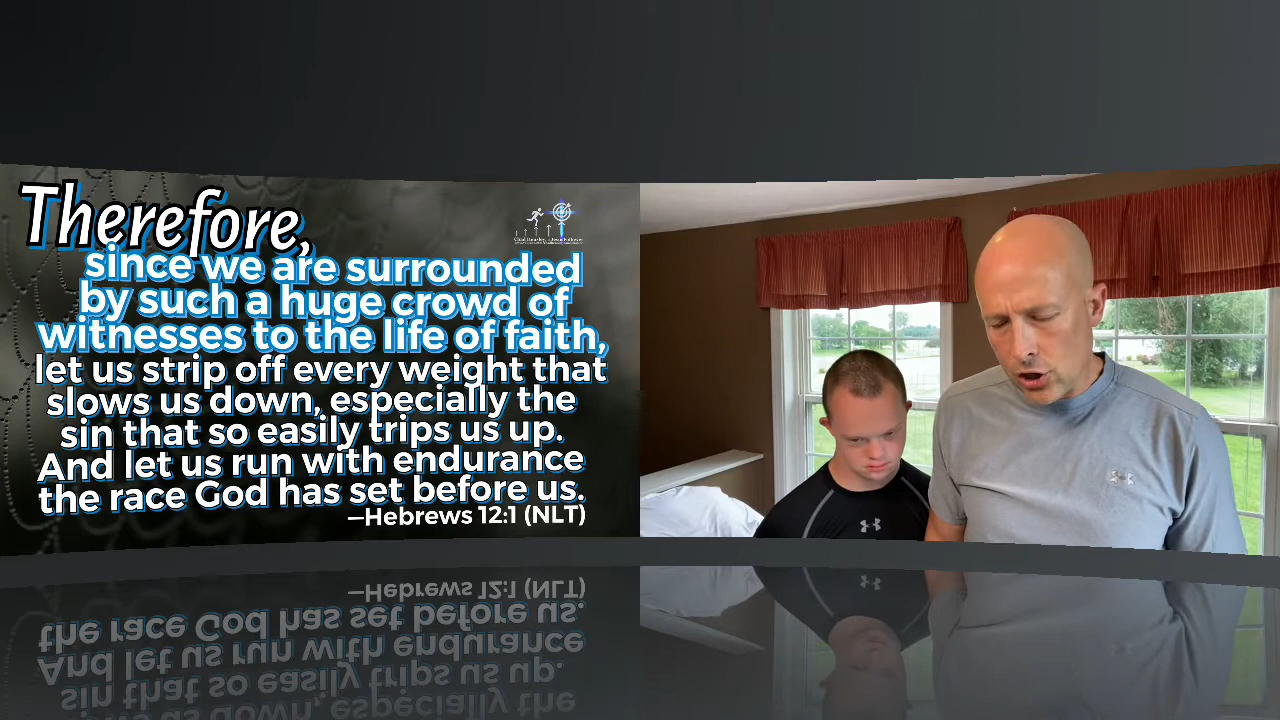 Therefore,
since we are surrounded
by such a huge crowd of
witnesses to the life of faith,
let us strip off every weight that
slows us down, especially the
sin that so easily trips us up.
And let us run with endurance
the race God has set before us.
—Hebrews 12:1 (NLT)